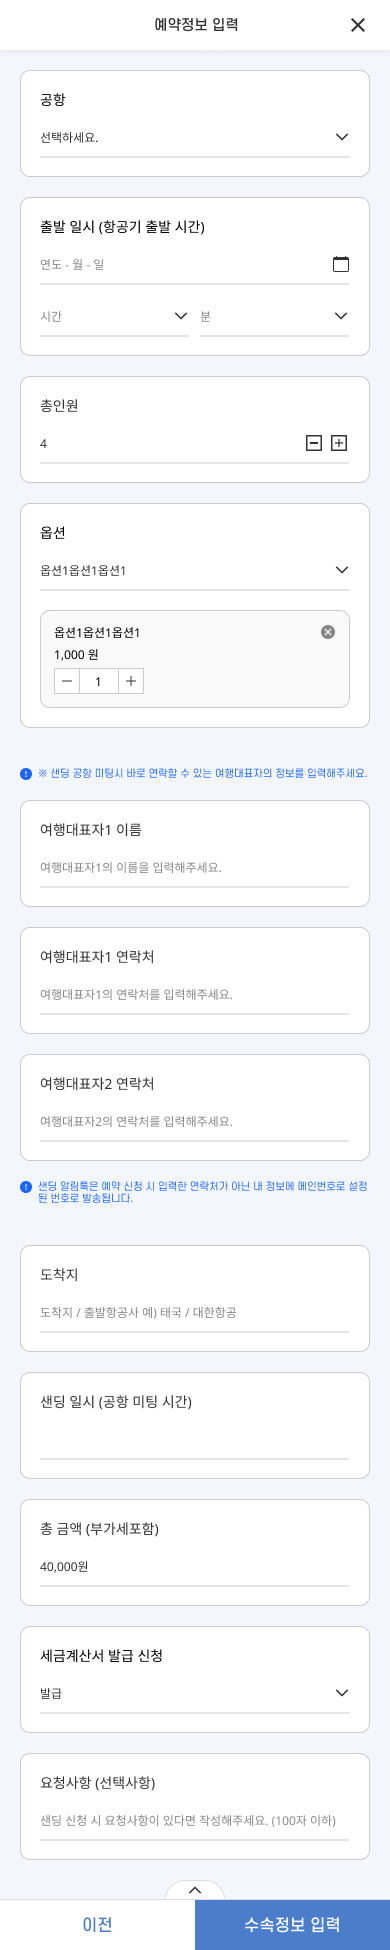 예약정보 입력
공항
선택하세요.
출발 일시 (항공기 출발 시간)
연도 - 월 - 일
시간
분
총인원
4
옵션
옵션1옵션1옵션1
옵션1옵션1옵션1
1,000 원
1
※ 샌딩 공항 미팅시 바로 연락할 수 있는 여행대표자의 정보를 입력해주세요.
여행대표자1 이름
여행대표자1의 이름을 입력해주세요.
여행대표자1 연락처
여행대표자1의 연락처를 입력해주세요.
여행대표자2 연락처
여행대표자2의 연락처를 입력해주세요.
샌딩 알림톡은 예약 신청 시 입력한 연락처가 아닌 내 정보에 메인번호로 설정
된 번호로 발송됩니다.
도착지
도착지 / 출발항공사 예) 태국 / 대한항공
샌딩 일시 (공항 미팅 시간)
총 금액 (부가세포함)
40,000원
세금계산서 발급 신청
발급
요청사항 (선택사항)
샌딩 신청 시 요청사항이 있다면 작성해주세요. (100자 이하)
이전
수속정보 입력